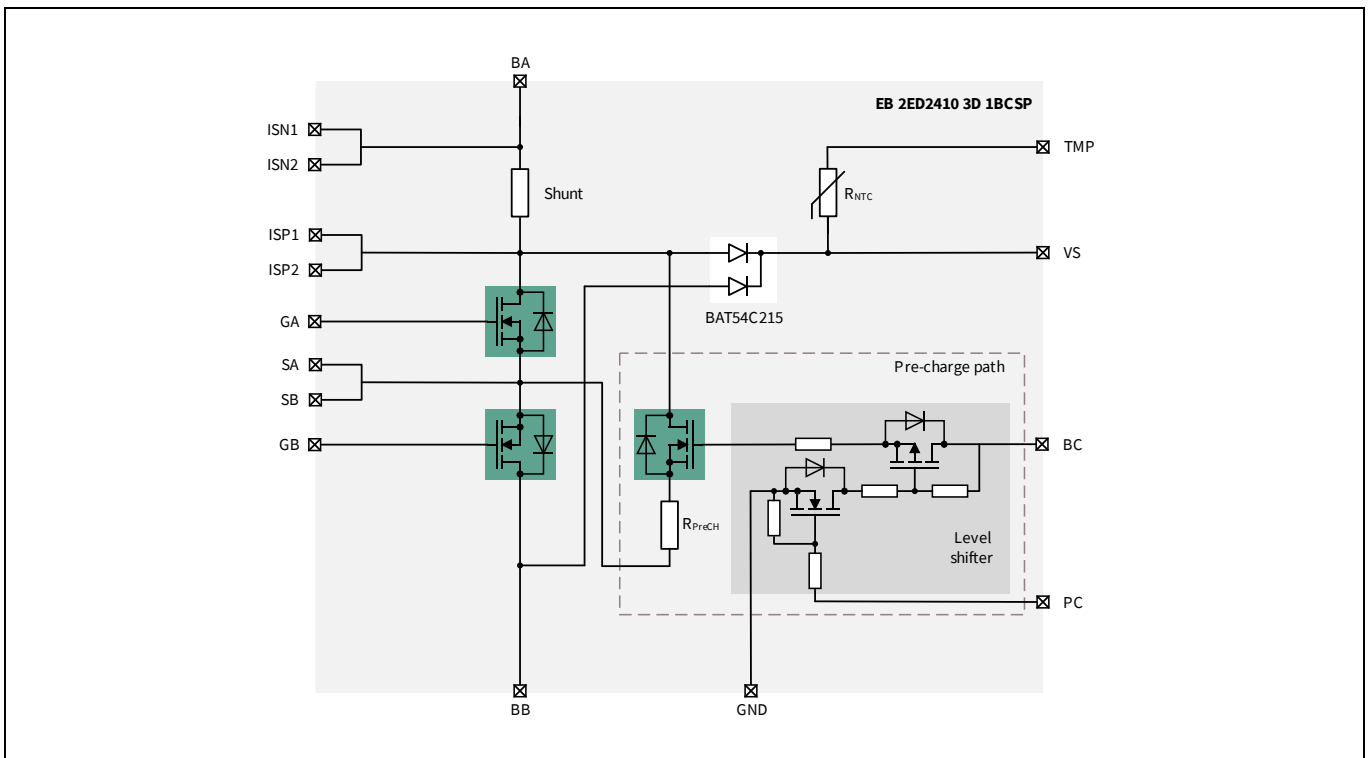 BA
EB 2ED2410 3D 1BCSP
ISN1
TMP
ISN2
Shunt
RNTC
ISP1
VS
ISP2
BAT54C215
GA
SA
Pre-charge path
SB
GB
BC
RPreCH
Level
shifter
PC
BB
GND